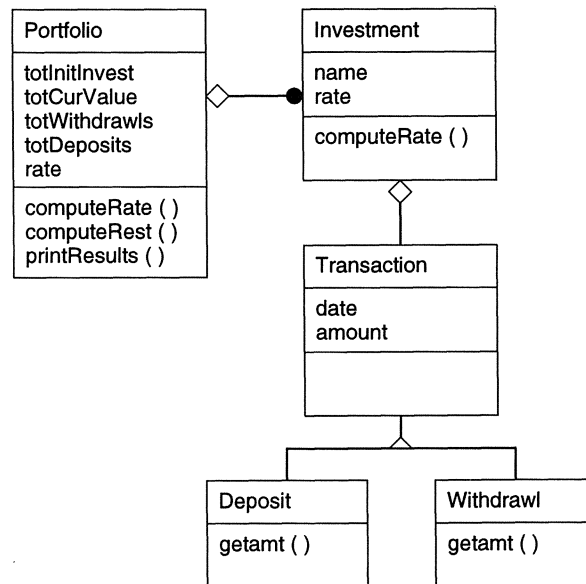 Portfolio
totInitInvest
totCurValue
totWithdrawls
totDeposits
rate
computeRate ( )
computeRest ( )
printResults ( )
Investment
name
rate
computeRate ( )
Transaction
date
amount
Deposit
getamt ( )
Withdrawl
getamt ( )